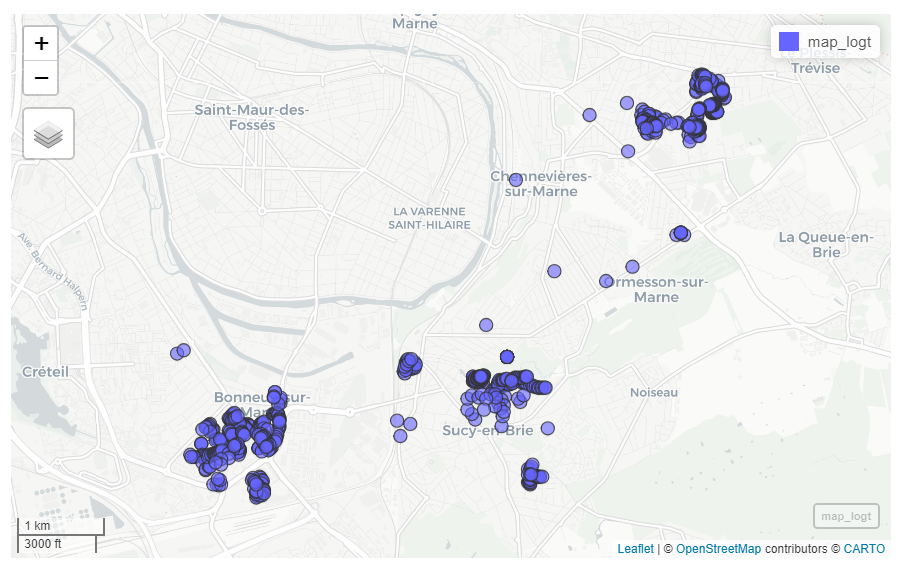 Marne
+
map_logt
−
Trévise
Saint-Maur-des-
Fossés
Chennevières-
sur-Marne
LA VARENNE
SAINT-HILAIRE
La Queue-en-
Brie
Ave. Bernard Halpern
Ormesson-sur-
Marne
Créteil
Noiseau
Bonneuil-sur-
Marne
Sucy-en-Brie
map_logt
1 km
3000 ft
Leaflet | © OpenStreetMap contributors © CARTO